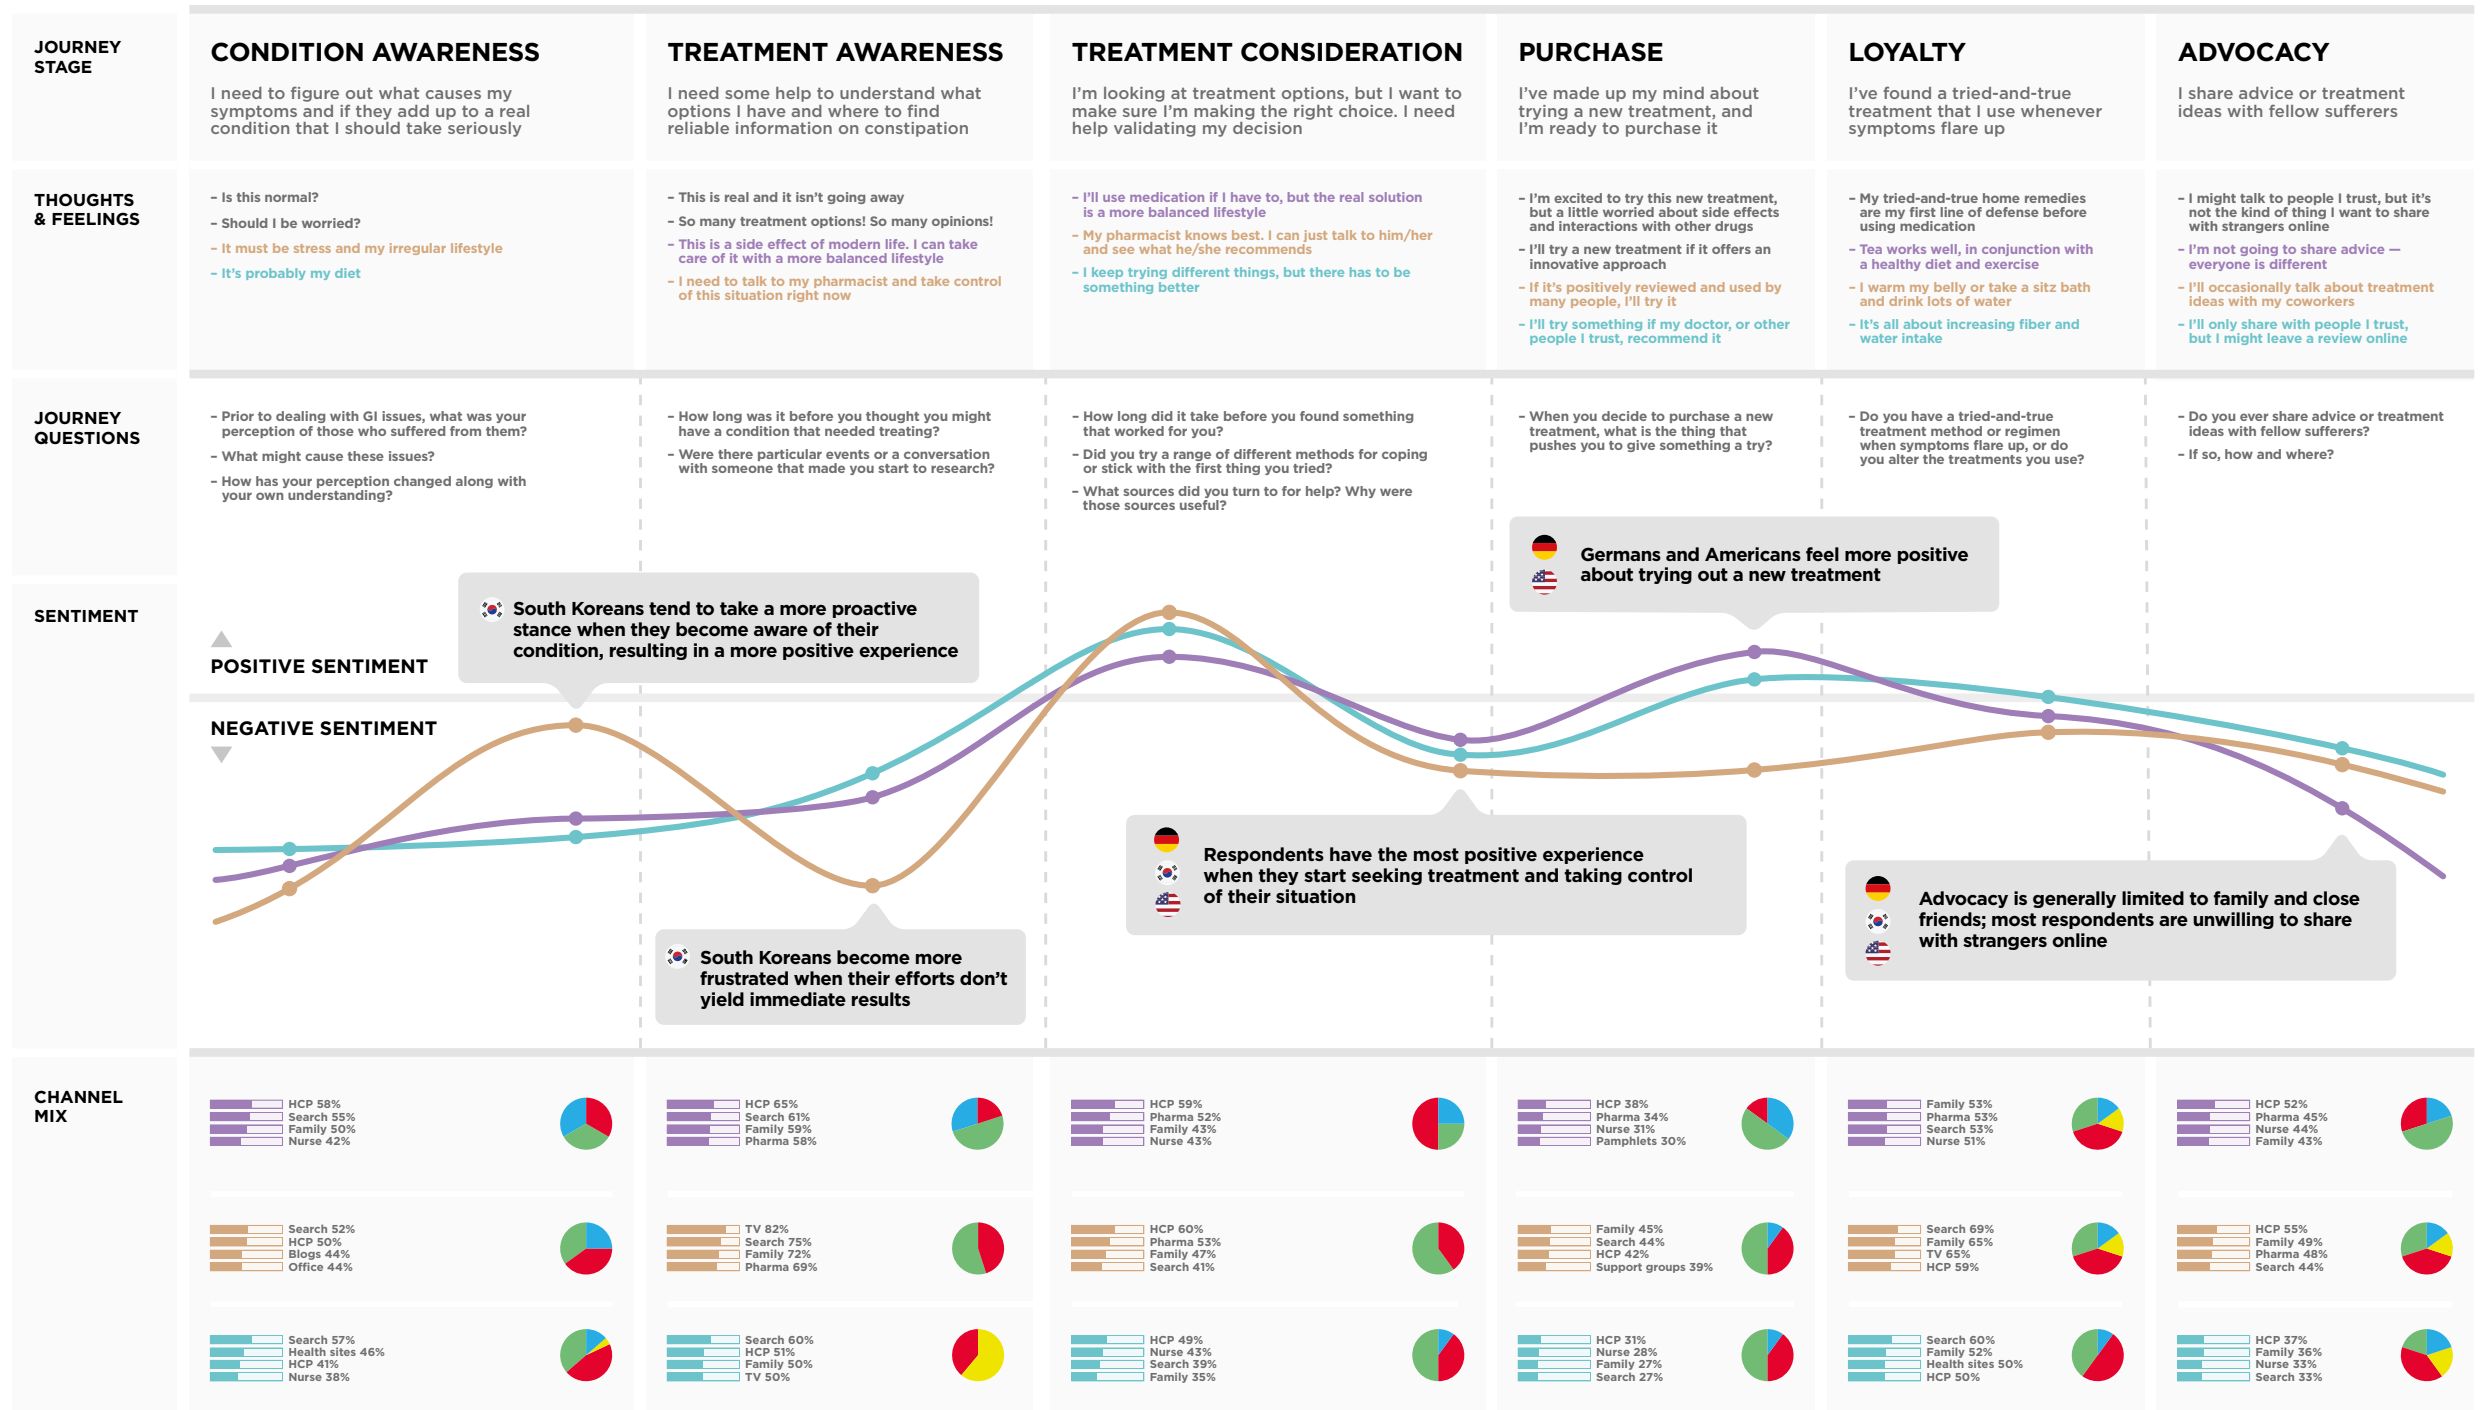 JOURNEY
STAGE
CONDITION AWARENESS
I need to figure out what causes my
symptoms and if they add up to a real
condition that I should take seriously
TREATMENT AWARENESS
I need some help to understand what
options I have and where to find
reliable information on constipation
TREATMENT CONSIDERATION
I'm looking at treatment options, but I want to
make sure I'm making the right choice. I need
help validating my decision
PURCHASE
I've made up my mind about
trying a new treatment, and
I'm ready to purchase it
LOYALTY
I've found a tried-and-true
treatment that I use whenever
symptoms flare up
ADVOCACY
I share advice or treatment
ideas with fellow sufferers
THOUGHTS
& FEELINGS
– Is this normal?
– Should I be worried?
– It must be stress and my irregular lifestyle
– It's probably my diet
– This is real and it isn't going away
– So many treatment options! So many opinions!
– This is a side effect of modern life. I can take
care of it with a more balanced lifestyle
– I need to talk to my pharmacist and take control
of this situation right now
– I'll use medication if I have to, but the real solution
is a more balanced lifestyle
– My pharmacist knows best. I can just talk to him/her
and see what he/she recommends
– I keep trying different things, but there has to be
something better
– I'm excited to try this new treatment,
but a little worried about side effects
and interactions with other drugs
– I'll try a new treatment if it offers an
innovative approach
– If it's positively reviewed and used by
many people, I'll try it
– I'll try something if my doctor, or other
people I trust, recommend it
– My tried-and-true home remedies
are my first line of defense before
using medication
– Tea works well, in conjunction with
a healthy diet and exercise
– I warm my belly or take a sitz bath
and drink lots of water
– It's all about increasing fiber and
water intake
– I might talk to people I trust, but it's
not the kind of thing I want to share
with strangers online
– I'm not going to share advice —
everyone is different
– I'll occasionally talk about treatment
ideas with my coworkers
– I'll only share with people I trust,
but I might leave a review online
JOURNEY
QUESTIONS
– Prior to dealing with GI issues, what was your
perception of those who suffered from them?
– What might cause these issues?
– How has your perception changed along with
your own understanding?
– How long was it before you thought you might
have a condition that needed treating?
– Were there particular events or a conversation
with someone that made you start to research?
– How long did it take before you found something
that worked for you?
– Did you try a range of different methods for coping
or stick with the first thing you tried?
– What sources did you turn to for help? Why were
those sources useful?
– When you decide to purchase a new
treatment, what is the thing that
pushes you to give something a try?
– Do you have a tried-and-true
treatment method or regimen
when symptoms flare up, or do
you alter the treatments you use?
– Do you ever share advice or treatment
ideas with fellow sufferers?
– If so, how and where?
SENTIMENT
POSITIVE SENTIMENT
NEGATIVE SENTIMENT
South Koreans tend to take a more proactive
stance when they become aware of their
condition, resulting in a more positive experience
South Koreans become more
frustrated when their efforts don't
yield immediate results
Germans and Americans feel more positive
about trying out a new treatment
Respondents have the most positive experience
when they start seeking treatment and taking control
of their situation
Advocacy is generally limited to family and close
friends; most respondents are unwilling to share
with strangers online
CHANNEL
MIX
HCP 58%
Search 55%
Family 50%
Nurse 42%
HCP 65%
Search 61%
Family 59%
Pharma 58%
HCP 59%
Pharma 52%
Family 43%
Nurse 43%
HCP 38%
Pharma 34%
Nurse 31%
Pamphlets 30%
Family 53%
Pharma 53%
Search 53%
Nurse 51%
HCP 52%
Pharma 45%
Nurse 44%
Family 43%
Search 52%
HCP 50%
Blogs 44%
Office 44%
TV 82%
Search 75%
Family 72%
Pharma 69%
HCP 60%
Pharma 53%
Family 47%
Search 41%
Family 45%
Search 44%
HCP 42%
Support groups 39%
Search 69%
Family 65%
TV 65%
HCP 59%
HCP 55%
Family 49%
Pharma 48%
Search 44%
Search 57%
Health sites 46%
HCP 41%
Nurse 38%
Search 60%
HCP 51%
Family 50%
TV 50%
HCP 49%
Nurse 43%
Search 39%
Family 35%
HCP 31%
Nurse 28%
Family 27%
Search 27%
Search 60%
Family 52%
Health sites 50%
HCP 50%
HCP 37%
Family 36%
Nurse 33%
Search 33%